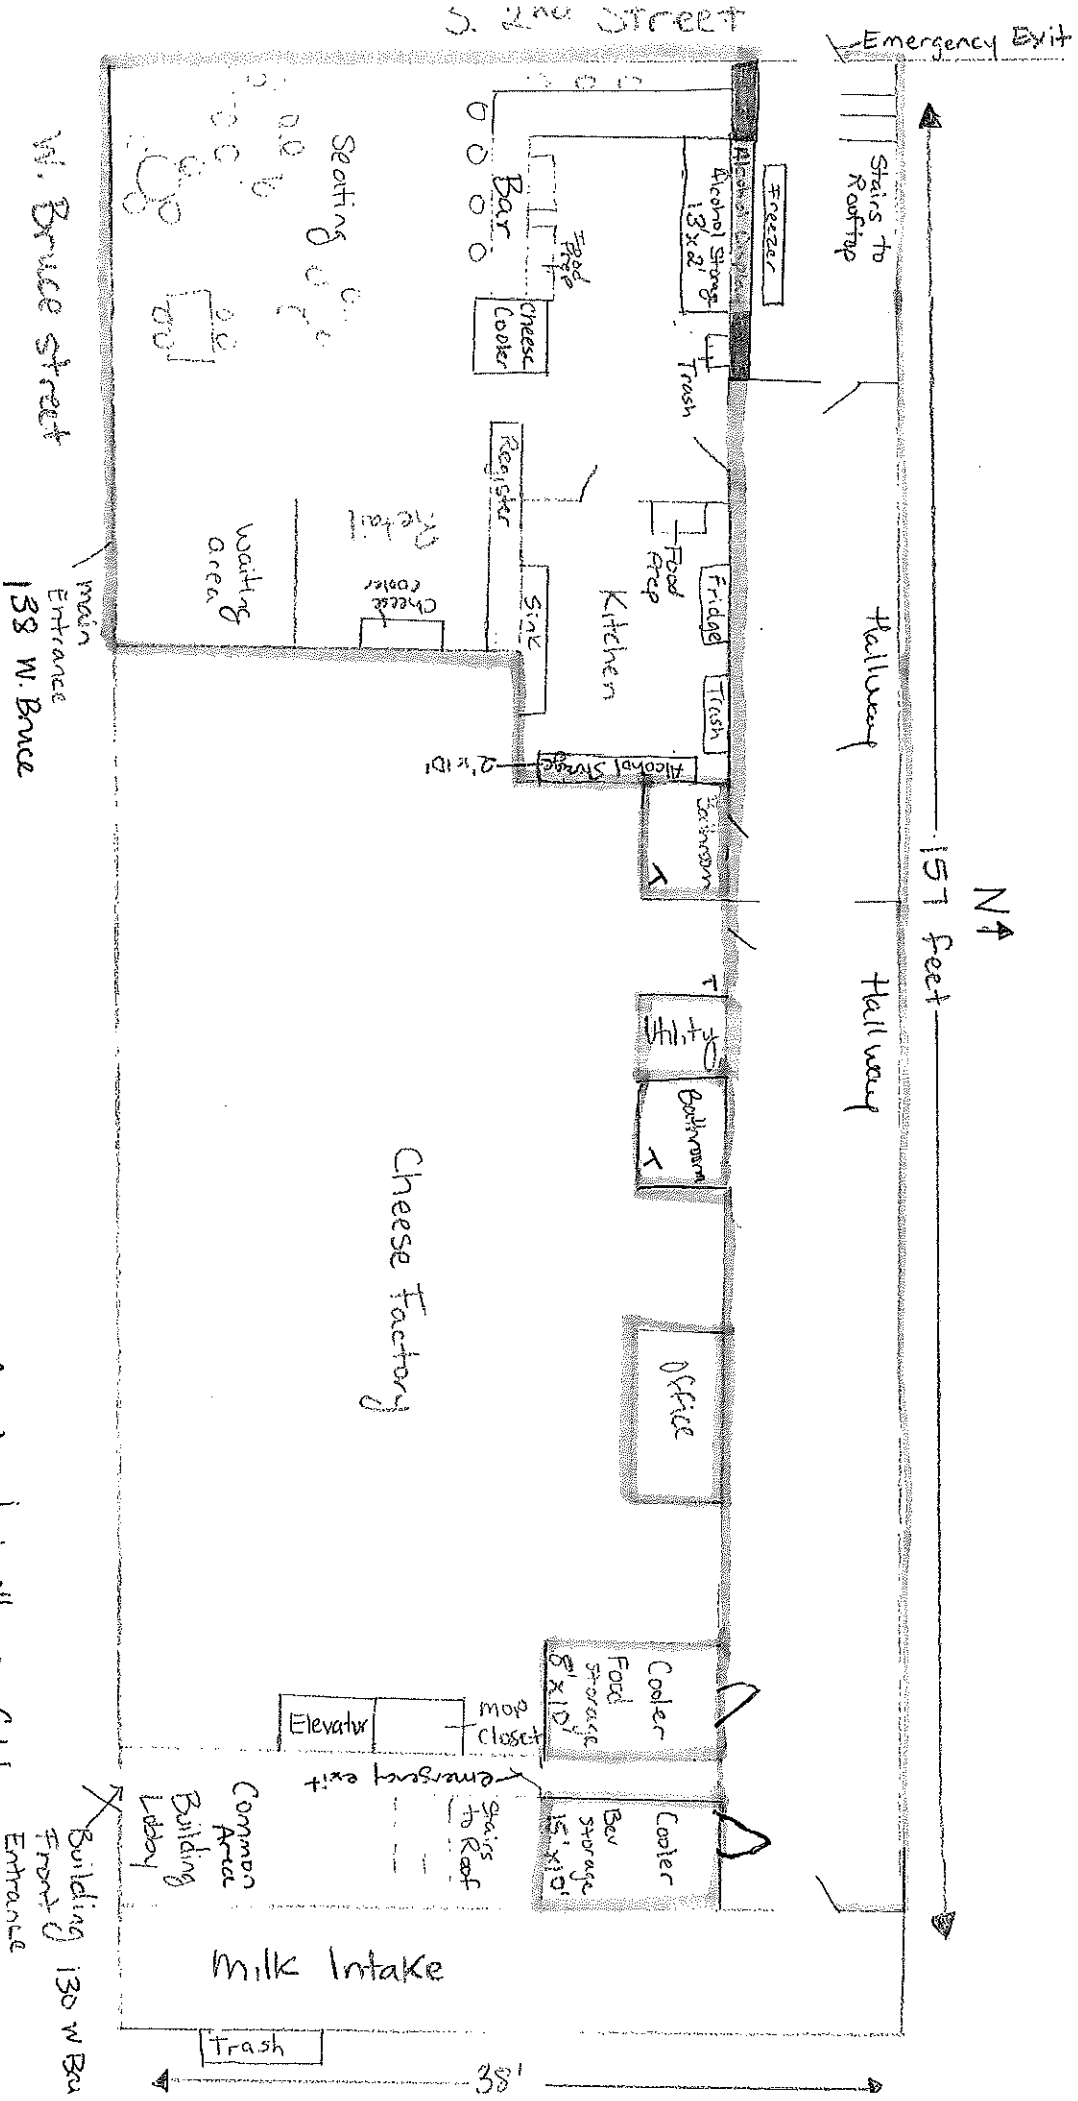 S. 2nd Street
Emergency Exit
Stairs to
Rooftop
Freezer
Alcohol Display
Alcohol Storage
13'x2'
Trash
Bar
Food
Prep
Cheese
Cooler
Seating
W. Bruce street
Register
Retail
Cheese
cooler
Waiting
area
main
Entrance
138 W. Bruce
Sink
Kitchen
Food
Prep
Fridge
Trash
Alcohol Storage
2'x10'
Bathroom
T
Hallway
N
157 feet
Hallway
T
Utility
Bathroom
T
Cheese Factory
Office
Cooler
Food
storage
8'x10'
mop
closet
Elevator
emergency exit
Stairs
to Roof
Cooler
Bev
storage
15'x10'
Common
Area
Building
Lobby
Building
Front
Entrance
130 W Bru
Milk Intake
Trash
38'